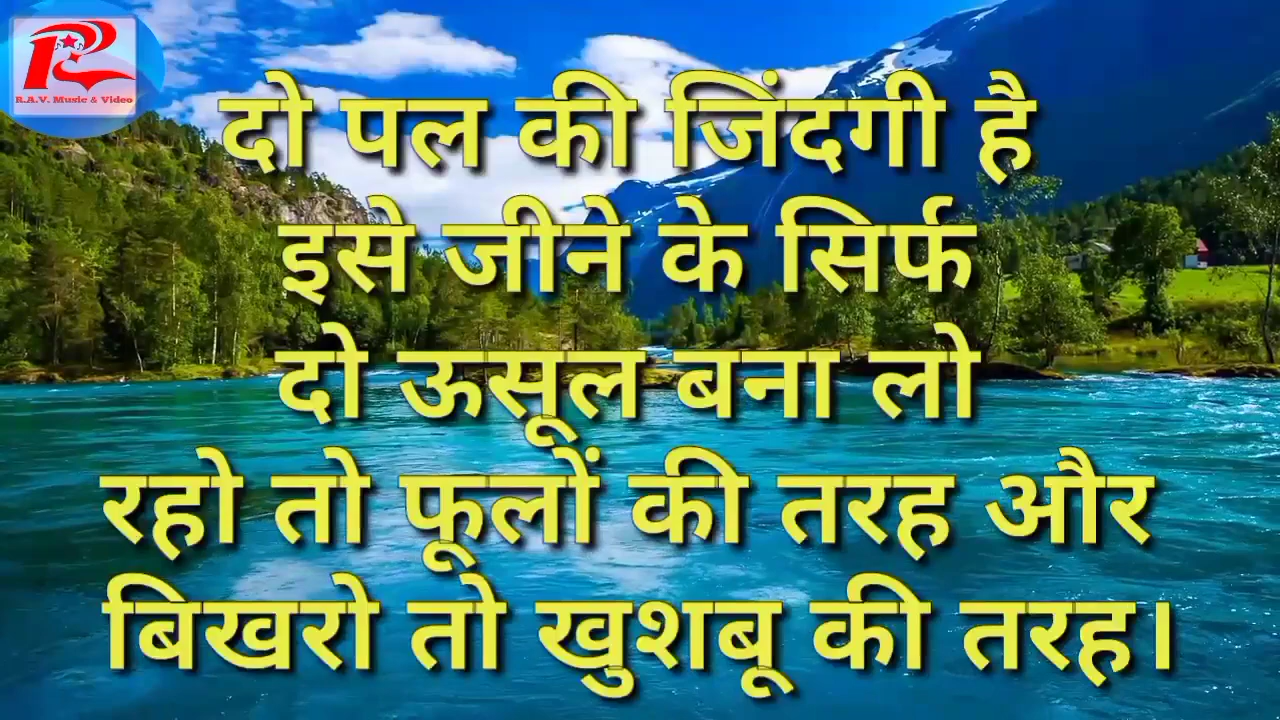 R.A.V. Music & Video
दो पल की जिंदगी है
इसे जीने के सिर्फ
दो ऊसूल बना लो
रहो तो फूलों की तरह और
बिखरो तो खुशबू की तरह।